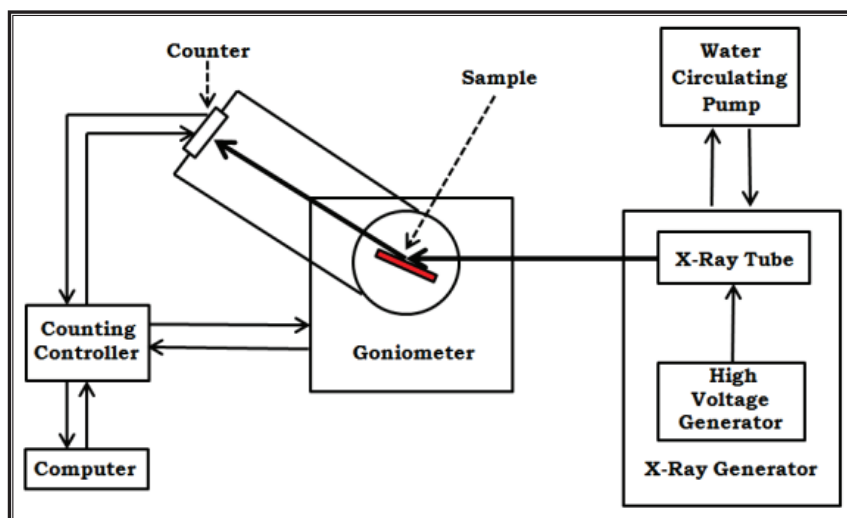 Counter
Sample
Water
Circulating
Pump
X-Ray Tube
Counting
Controller
Goniometer
High
Voltage
Generator
Computer
X-Ray Generator